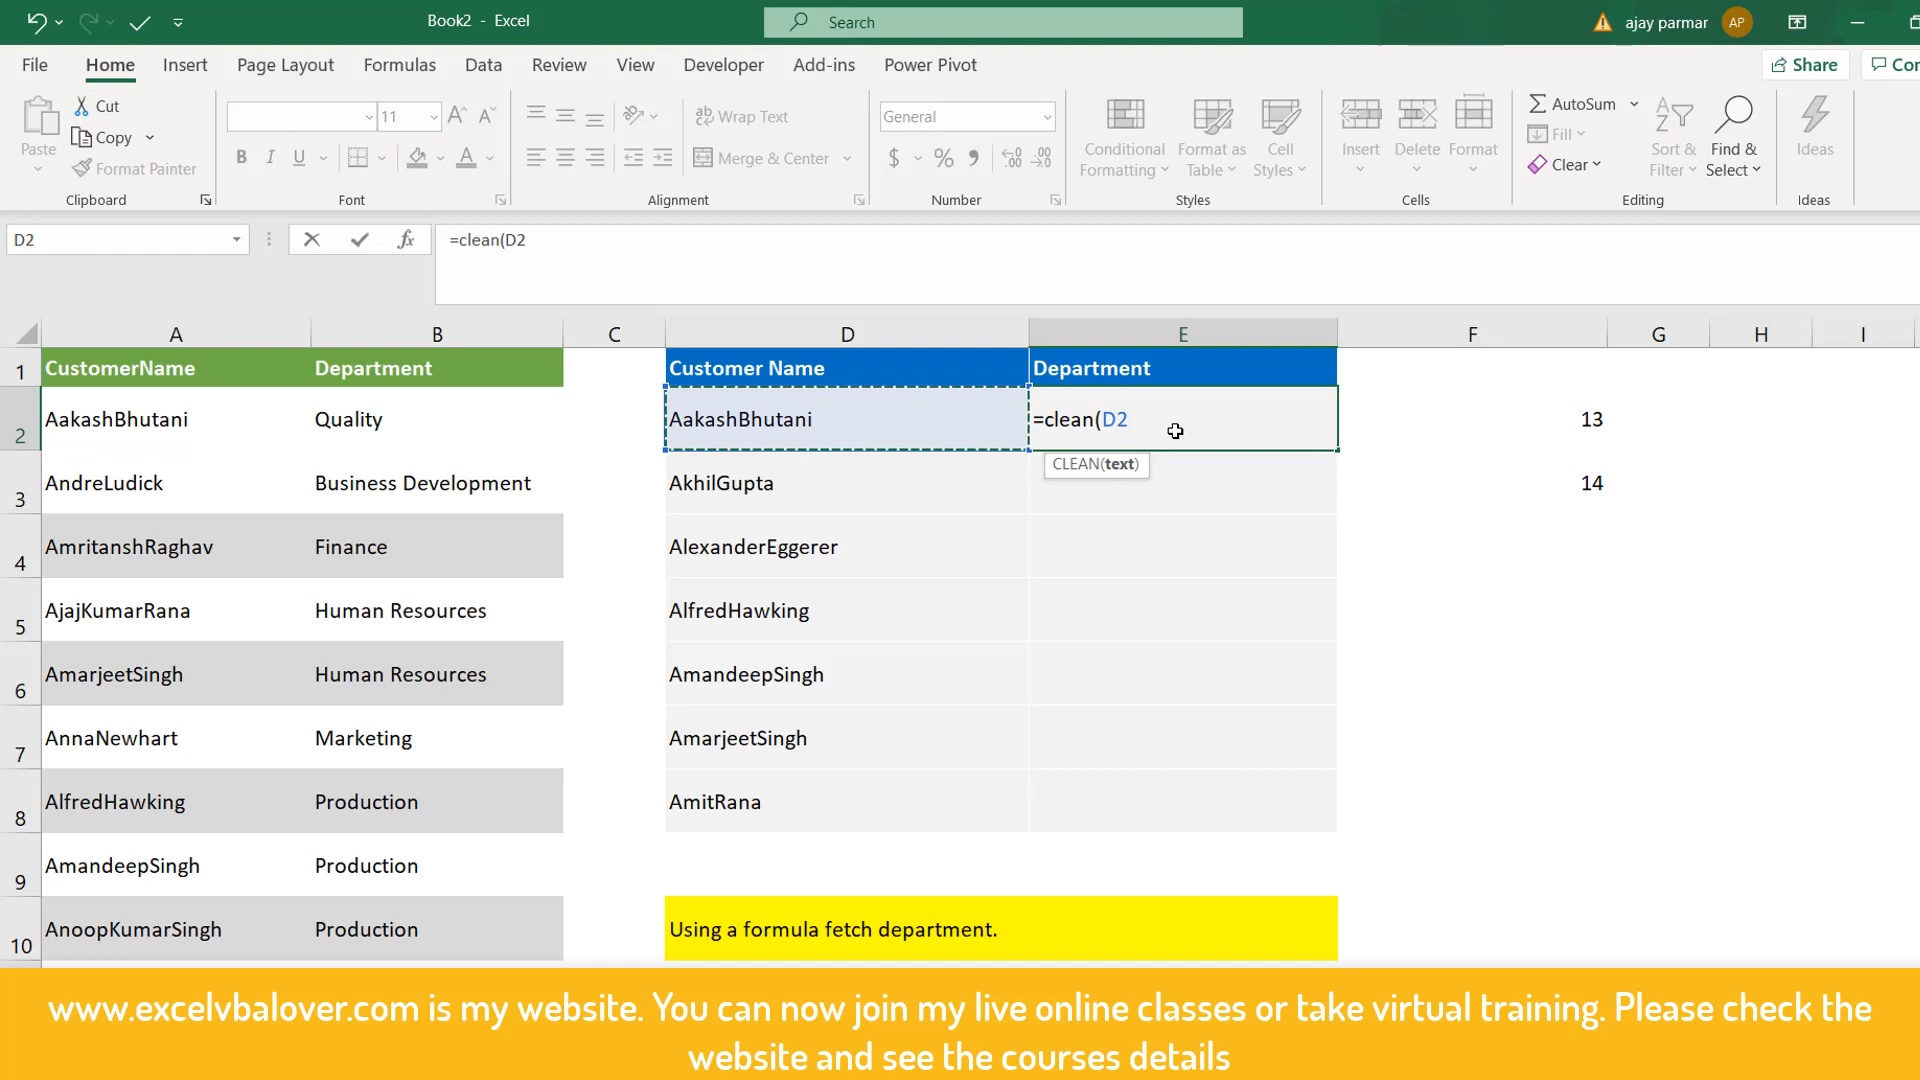 Book2 - Excel
Search
ajay parmar
AP
File Home Insert Page Layout Formulas Data Review View Developer Add-ins Power Pivot
Share
Paste
Cut
Copy
Format Painter
Clipboard
11
B I U
Font
Wrap Text
Merge & Center
Alignment
General
$ % ,
Number
Conditional Formatting
Format as Table
Cell Styles
Styles
Insert
Delete
Format
Cells
AutoSum
Fill
Clear
Sort & Filter
Find & Select
Editing
Ideas
Ideas
D2
fx
=clean(D2
A B C D E F G H I
1 CustomerName Department Customer Name Department
2 AakashBhutani Quality AakashBhutani =clean(D2 13
CLEAN(text)
3 AndreLudick Business Development AkhilGupta 14
4 AmritanshRaghav Finance AlexanderEggerer
5 AjajKumarRana Human Resources AlfredHawking
6 AmarjeetSingh Human Resources AmandeepSingh
7 AnnaNewhart Marketing AmarjeetSingh
8 AlfredHawking Production AmitRana
9 AmandeepSingh Production
10 AnoopKumarSingh Production Using a formula fetch department.
www.excelvbalover.com is my website. You can now join my live online classes or take virtual training. Please check the
website and see the courses details